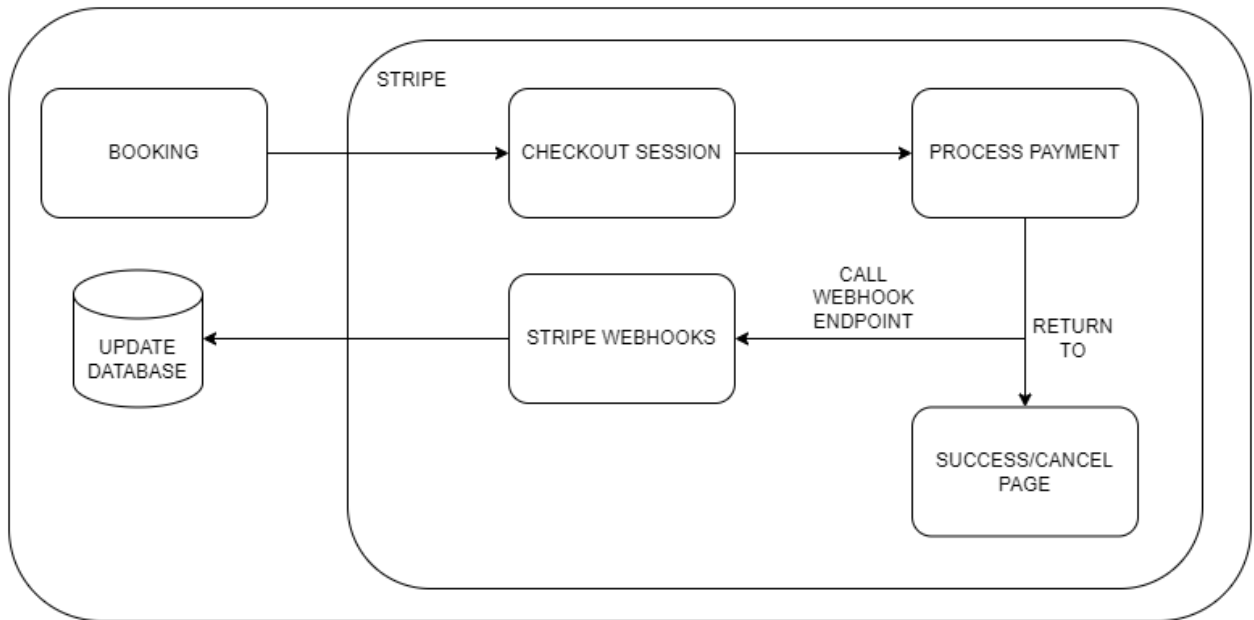 STRIPE
BOOKING
CHECKOUT SESSION
PROCESS PAYMENT
CALL
WEBHOOK
ENDPOINT
RETURN
TO
STRIPE WEBHOOKS
UPDATE
DATABASE
SUCCESS/CANCEL
PAGE